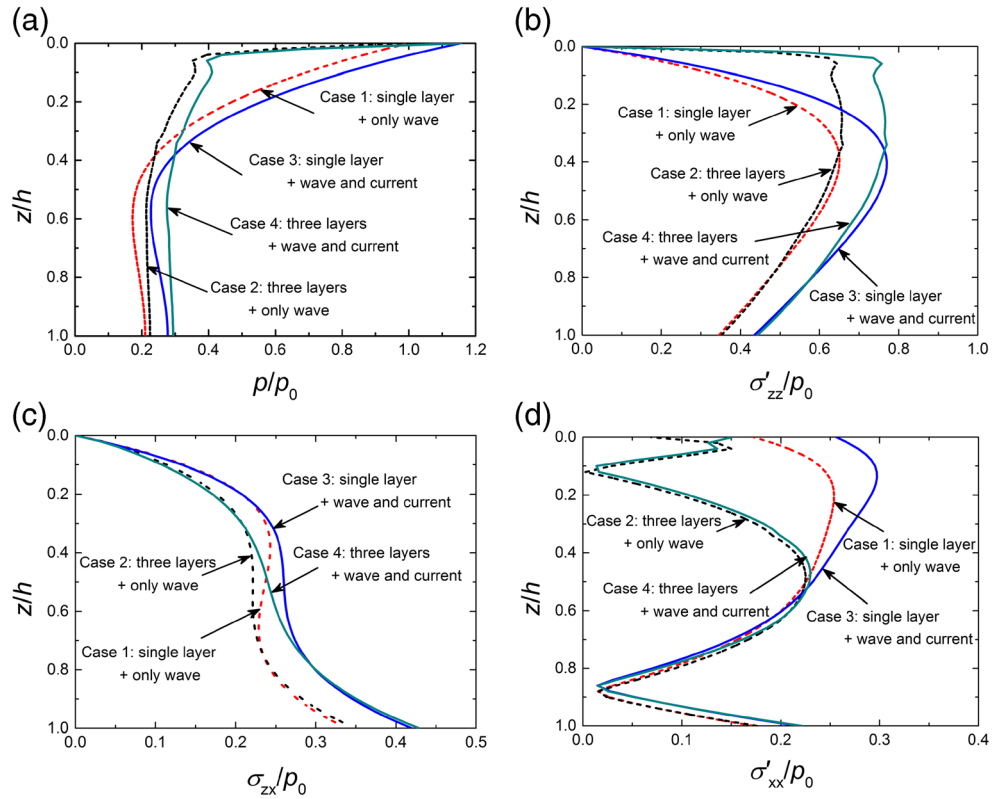 (a)
0.0
0.2
0.4
0.6
0.8
1.0
z/h
0.0
0.2
0.4
0.6
0.8
1.0
1.2
p/p0
Case 1: single layer
+ only wave
Case 3: single layer
+ wave and current
Case 4: three layers
+ wave and current
Case 2: three layers
+ only wave
(b)
0.0
0.2
0.4
0.6
0.8
1.0
z/h
0.0
0.2
0.4
0.6
0.8
1.0
σ′zz/p0
Case 1: single layer
+ only wave
Case 2: three layers
+ only wave
Case 4: three layers
+ wave and current
Case 3: single layer
+ wave and current
(c)
0.0
0.2
0.4
0.6
0.8
1.0
z/h
0.0
0.1
0.2
0.3
0.4
0.5
σzx/p0
Case 3: single layer
+ wave and current
Case 2: three layers
+ only wave
Case 4: three layers
+ wave and current
Case 1: single layer
+ only wave
(d)
0.0
0.2
0.4
0.6
0.8
1.0
z/h
0.0
0.1
0.2
0.3
0.4
σ′xx/p0
Case 2: three layers
+ only wave
Case 1: single layer
+ only wave
Case 4: three layers
+ wave and current
Case 3: single layer
+ wave and current